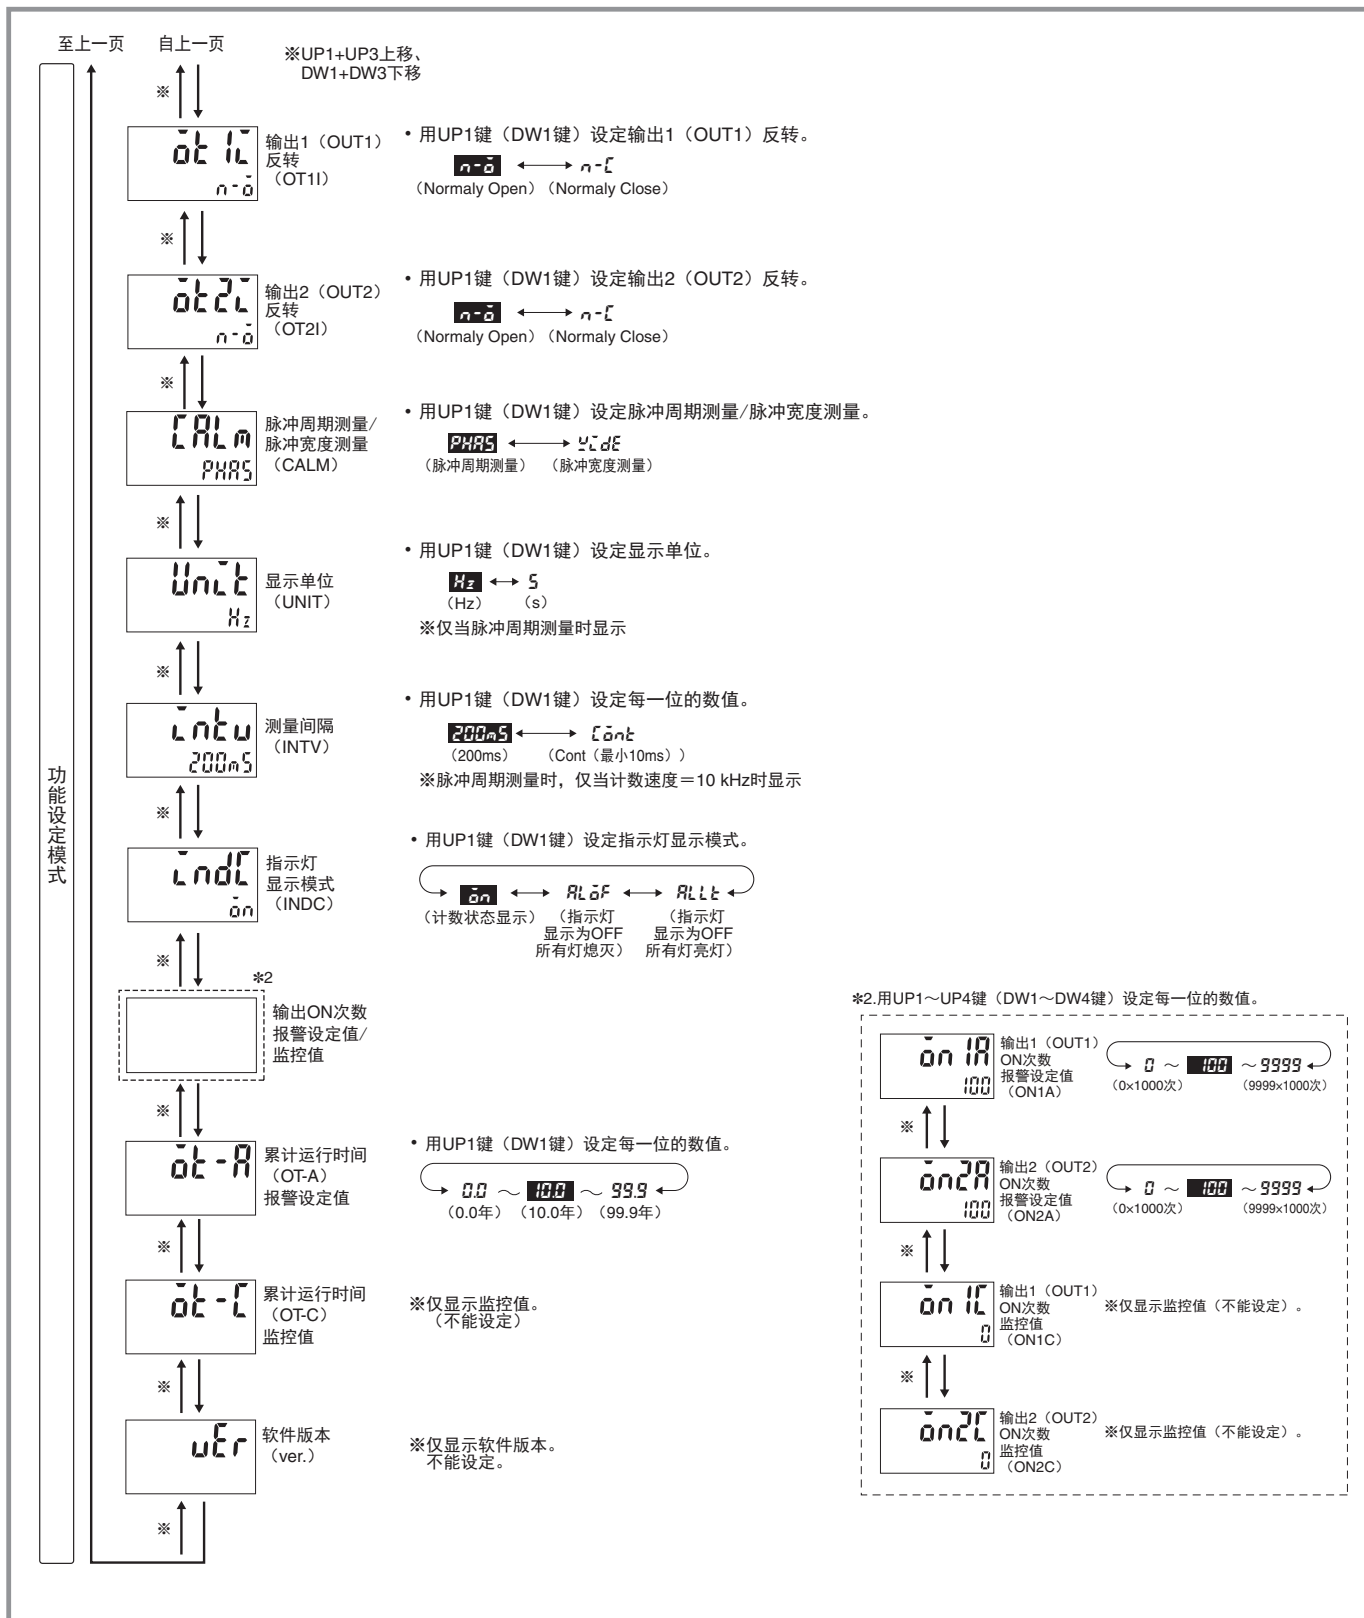 至上一页
自上一页
※UP1+UP3上移、
DW1+DW3下移
功能设定模式
※
ot1i
n-o
输出1（OUT1）
反转
（OT1I）
• 用UP1键（DW1键）设定输出1（OUT1）反转。
n-o
n-C
（Normaly Open）（Normaly Close）
※
ot2i
n-o
输出2（OUT2）
反转
（OT2I）
• 用UP1键（DW1键）设定输出2（OUT2）反转。
n-o
n-C
（Normaly Open）（Normaly Close）
※
CALm
PHAS
脉冲周期测量/
脉冲宽度测量
（CALM）
• 用UP1键（DW1键）设定脉冲周期测量/脉冲宽度测量。
PHAS
WidE
（脉冲周期测量）
（脉冲宽度测量）
※
Unit
Hz
显示单位
（UNIT）
• 用UP1键（DW1键）设定显示单位。
Hz
S
（Hz）
（s）
※仅当脉冲周期测量时显示
※
intv
200mS
测量间隔
（INTV）
• 用UP1键（DW1键）设定每一位的数值。
200mS
Cont
（200ms）
（Cont（最小10ms））
※脉冲周期测量时，仅当计数速度＝10 kHz时显示
※
indC
on
指示灯
显示模式
（INDC）
• 用UP1键（DW1键）设定指示灯显示模式。
on
ALoF
ALLt
（计数状态显示）
（指示灯
显示为OFF
所有灯熄灭）
（指示灯
显示为OFF
所有灯亮灯）
※
✽2
输出ON次数
报警设定值/
监控值
※
ot-A
累计运行时间
（OT-A）
报警设定值
• 用UP1键（DW1键）设定每一位的数值。
0.0 ～ 10.0 ～ 99.9
（0.0年）（10.0年）（99.9年）
※
ot-C
累计运行时间
（OT-C）
监控值
※仅显示监控值。
（不能设定）
※
vEr
软件版本
（ver.）
※仅显示软件版本。
不能设定。
※
✽2.用UP1～UP4键（DW1～DW4键）设定每一位的数值。
on1A
100
输出1（OUT1）
ON次数
报警设定值
（ON1A）
0 ～ 100 ～ 9999
（0×1000次）
（9999×1000次）
※
on2A
100
输出2（OUT2）
ON次数
报警设定值
（ON2A）
0 ～ 100 ～ 9999
（0×1000次）
（9999×1000次）
※
on1C
0
输出1（OUT1）
ON次数
监控值
（ON1C）
※仅显示监控值（不能设定）。
※
on2C
0
输出2（OUT2）
ON次数
监控值
（ON2C）
※仅显示监控值（不能设定）。